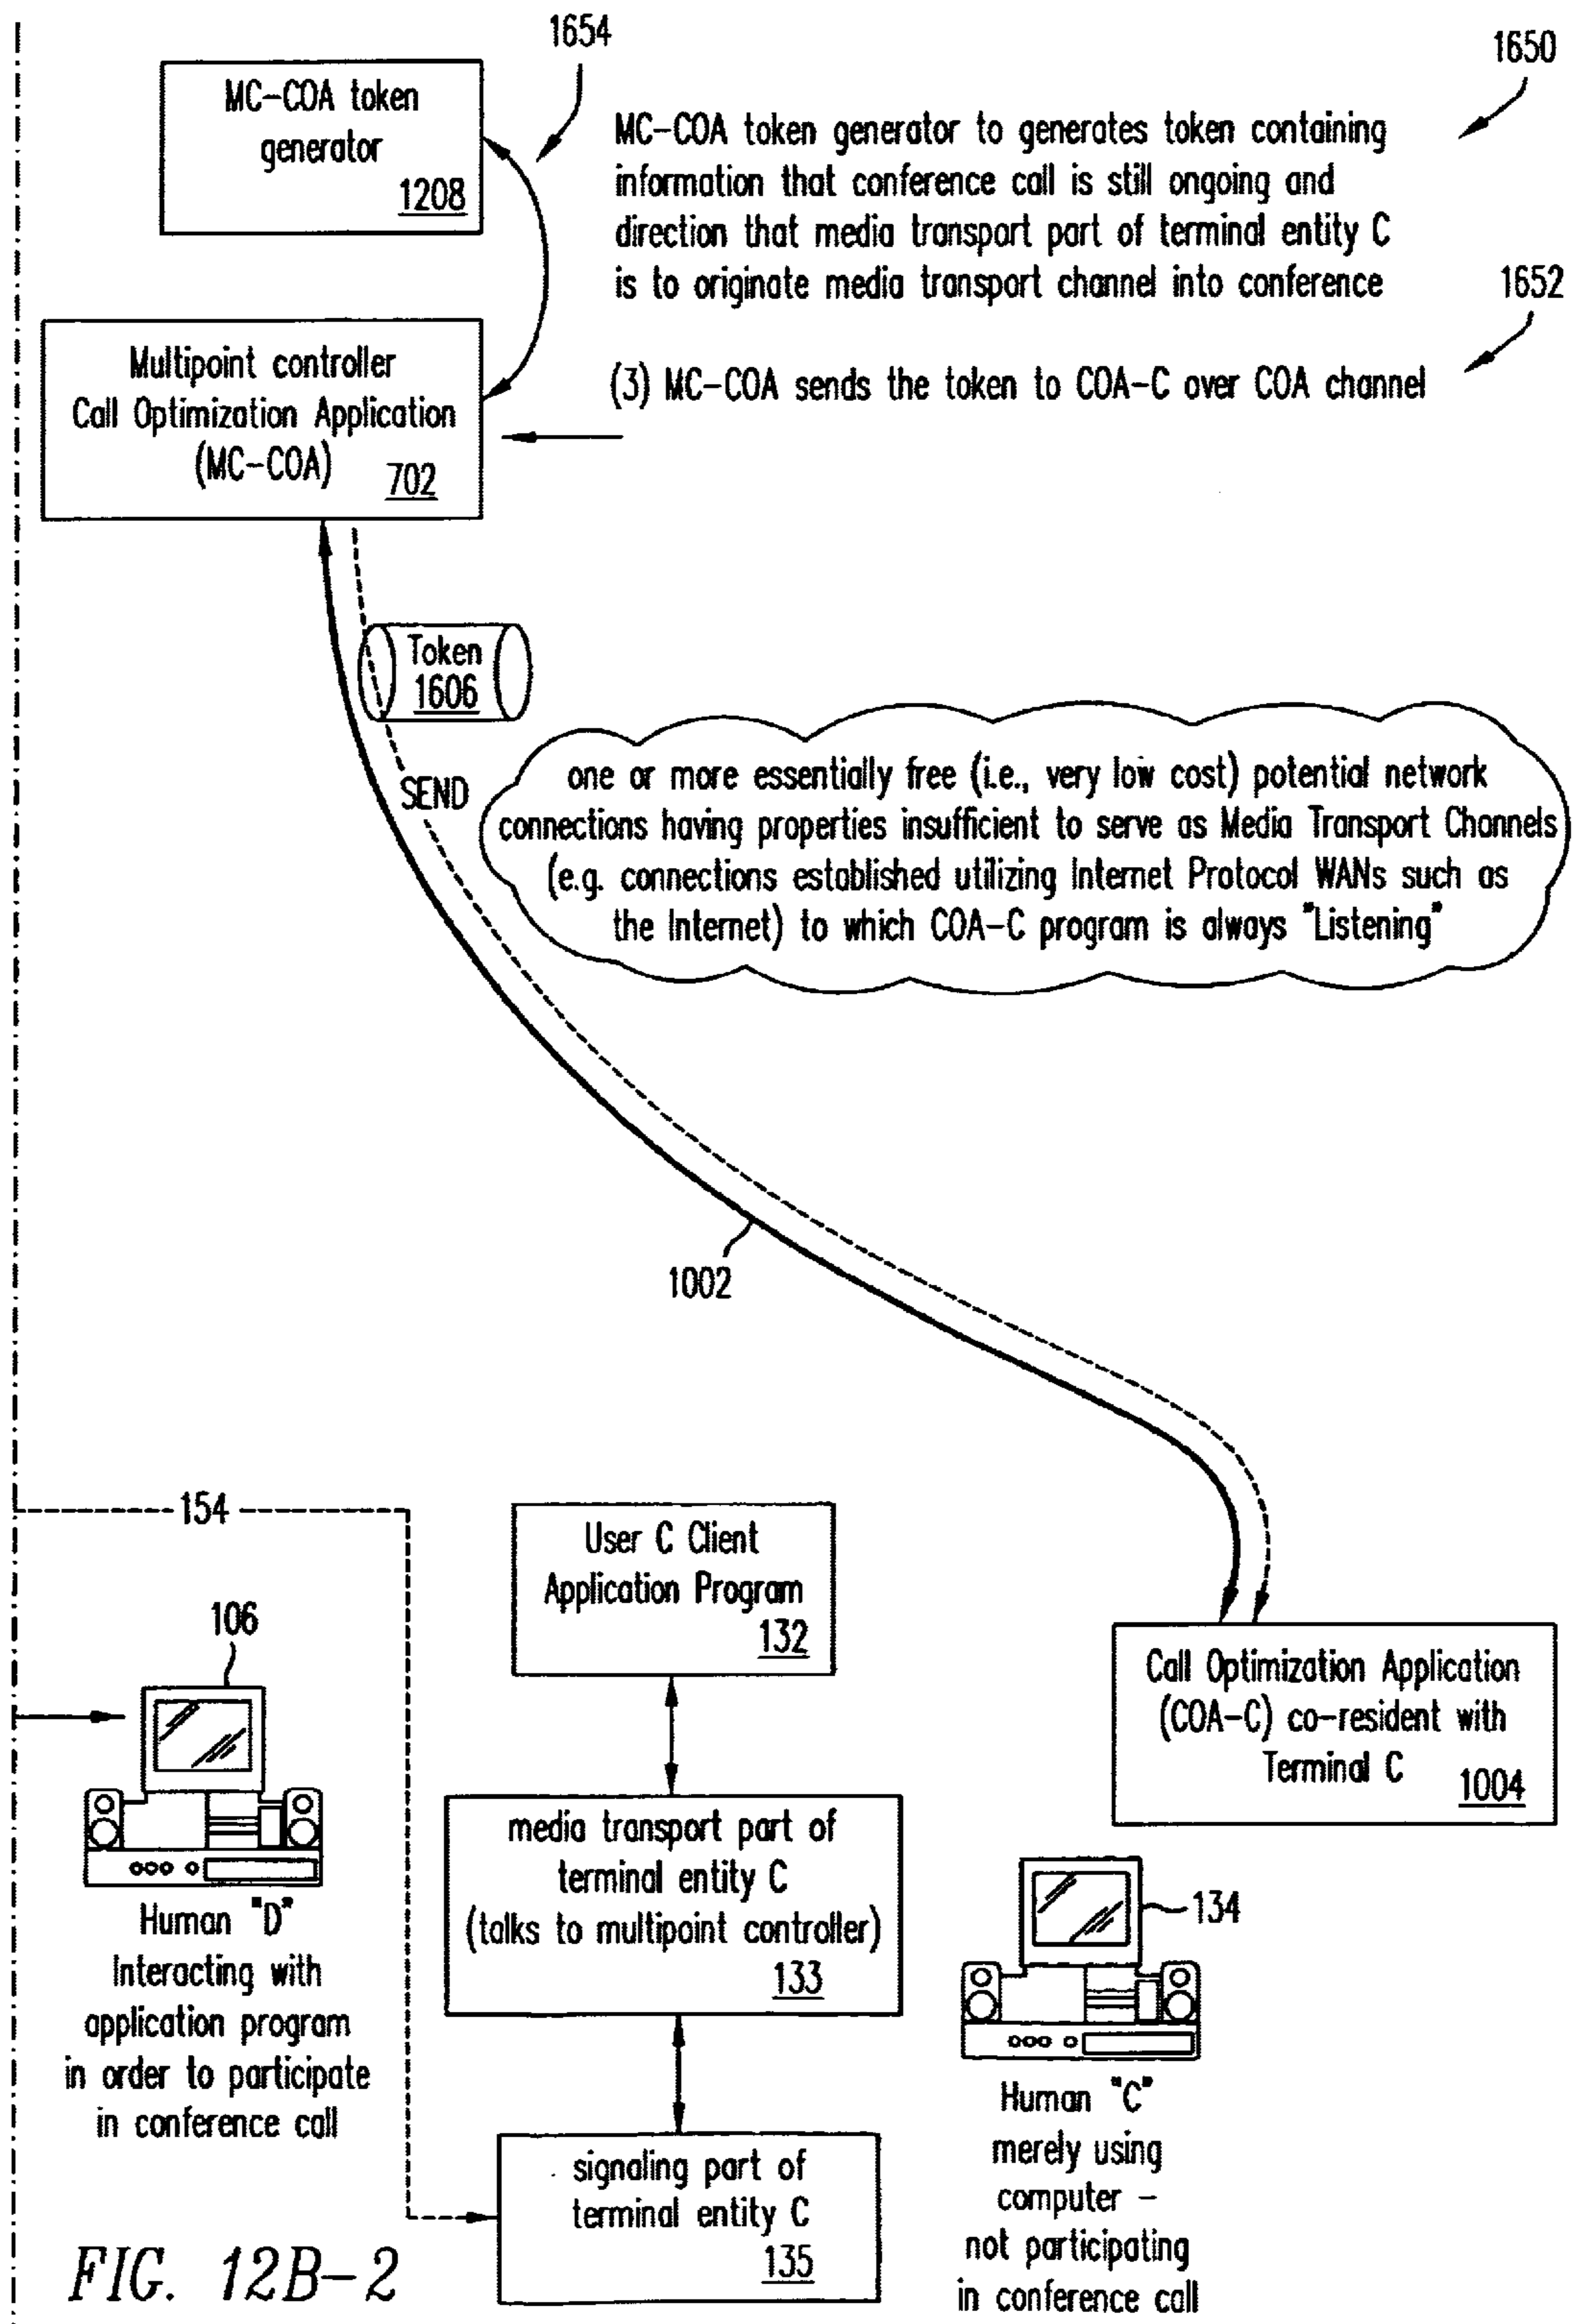 1654
1650
MC-COA token
generator
1208
MC-COA token generator to generates token containing
information that conference call is still ongoing and
direction that media transport part of terminal entity C
is to originate media transport channel into conference
1652
Multipoint controller
Call Optimization Application
(MC-COA)
702
(3) MC-COA sends the token to COA-C over COA channel
Token
1606
SEND
one or more essentially free (i.e., very low cost) potential network
connections having properties insufficient to serve as Media Transport Channels
(e.g. connections established utilizing Internet Protocol WANs such as
the Internet) to which COA-C program is always "Listening"
1002
154
User C Client
Application Program
132
106
Call Optimization Application
(COA-C) co-resident with
Terminal C
1004
media transport part of
terminal entity C
(talks to multipoint controller)
133
134
Human "D"
Interacting with
application program
in order to participate
in conference call
Human "C"
merely using
computer -
not participating
in conference call
signaling part of
terminal entity C
135
FIG. 12B-2